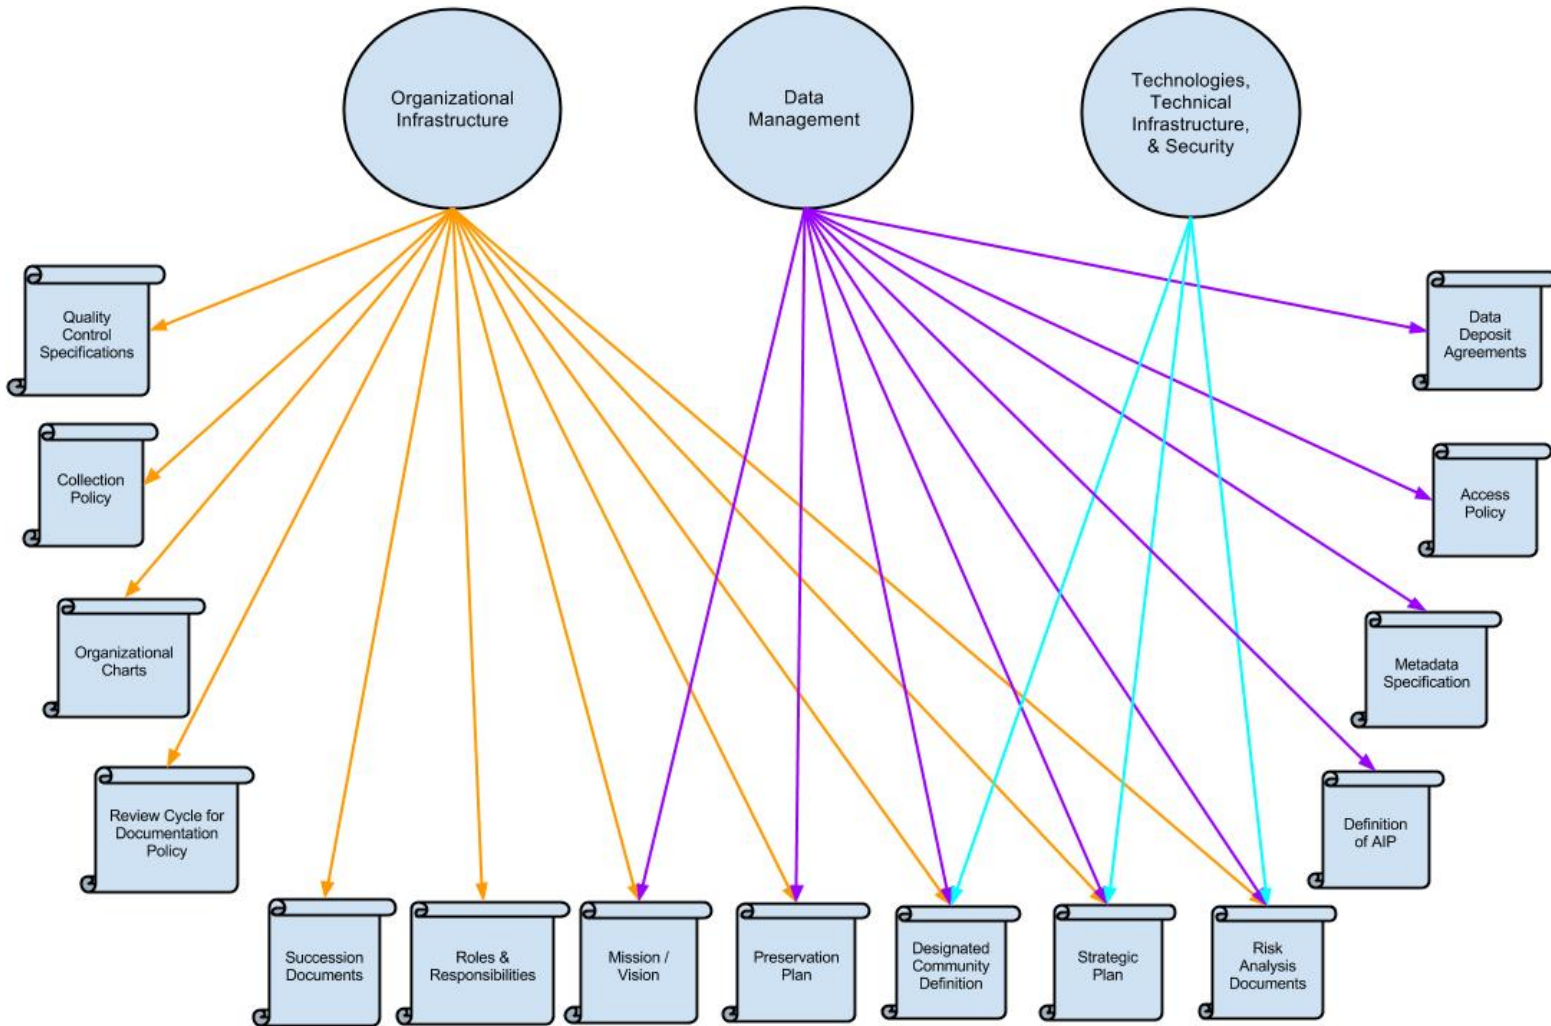 Organizational
Infrastructure
Data
Management
Technologies,
Technical
Infrastructure,
& Security
Quality
Control
Specifications
Data
Deposit
Agreements
Collection
Policy
Access
Policy
Organizational
Charts
Metadata
Specification
Review Cycle for
Documentation
Policy
Definition
of AIP
Succession
Documents
Roles &
Responsibilities
Mission /
Vision
Preservation
Plan
Designated
Community
Definition
Strategic
Plan
Risk
Analysis
Documents